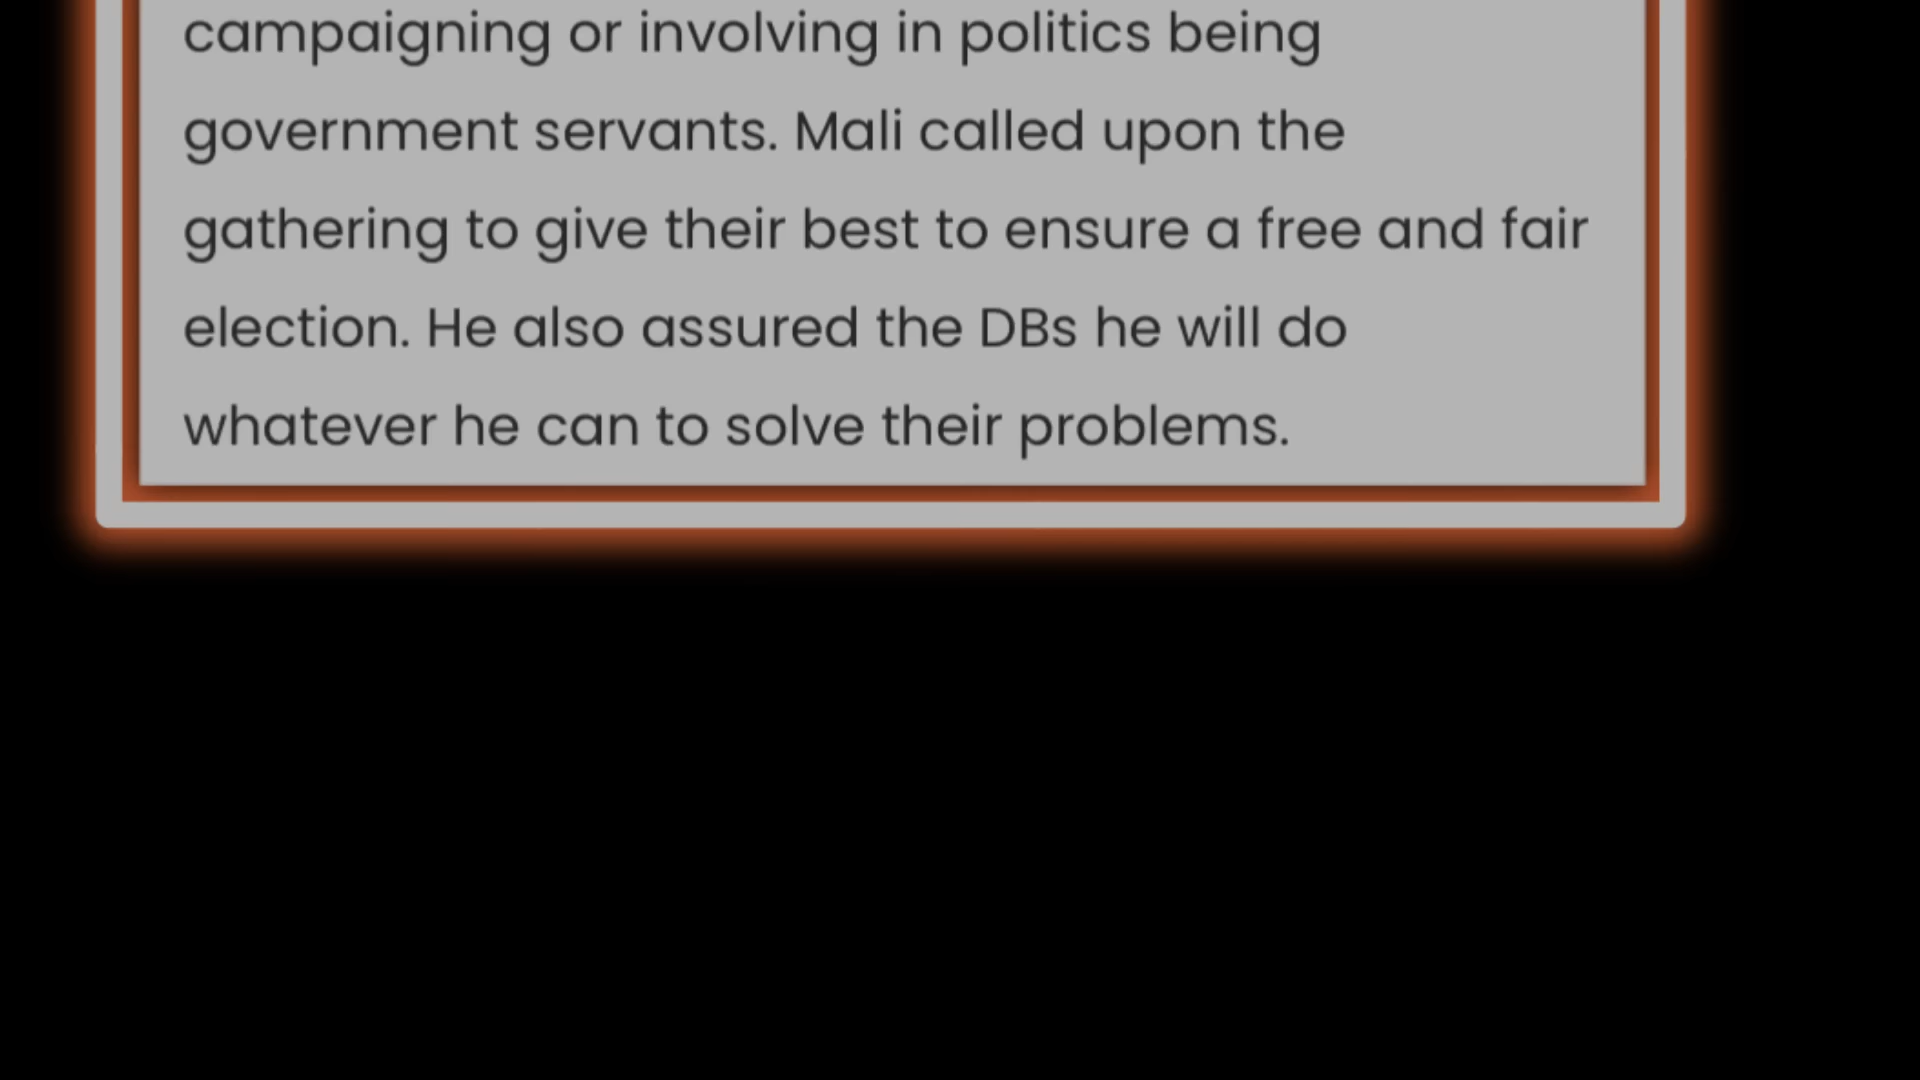 campaigning or involving in politics being
government servants. Mali called upon the
gathering to give their best to ensure a free and fair
election. He also assured the DBs he will do
whatever he can to solve their problems.